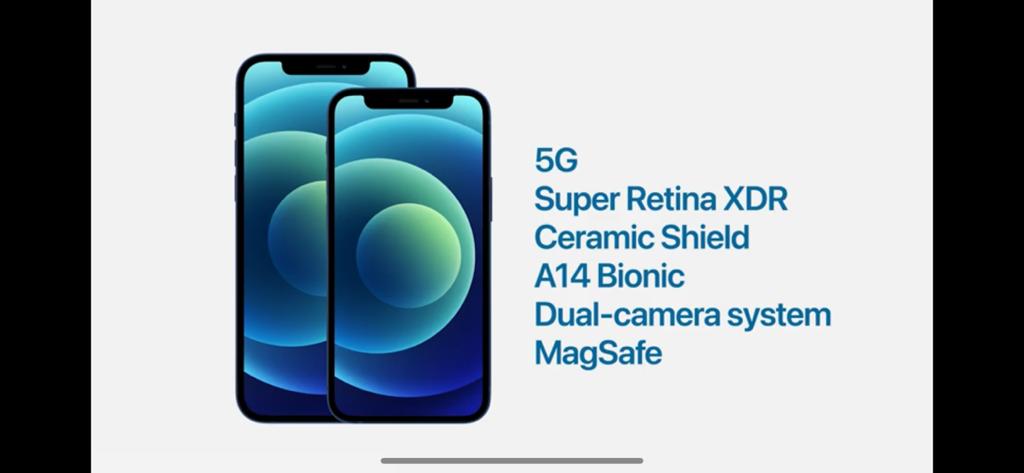 5G
Super Retina XDR
Ceramic Shield
A14 Bionic
Dual-camera system
MagSafe